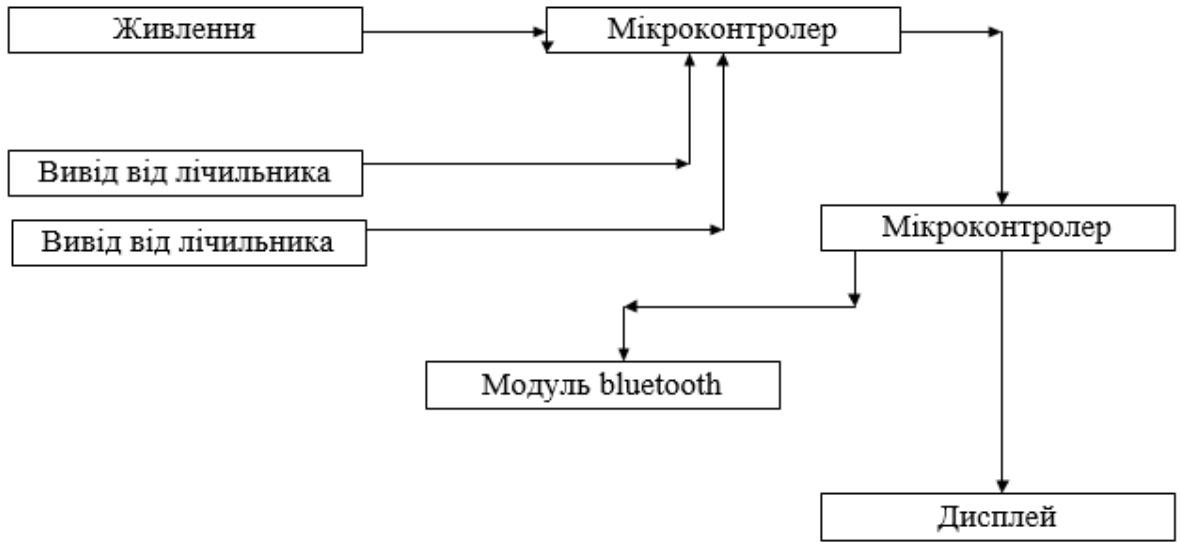 Живлення
Мікроконтролер
Вивід від лічильника
Вивід від лічильника
Мікроконтролер
Модуль bluetooth
Дисплей